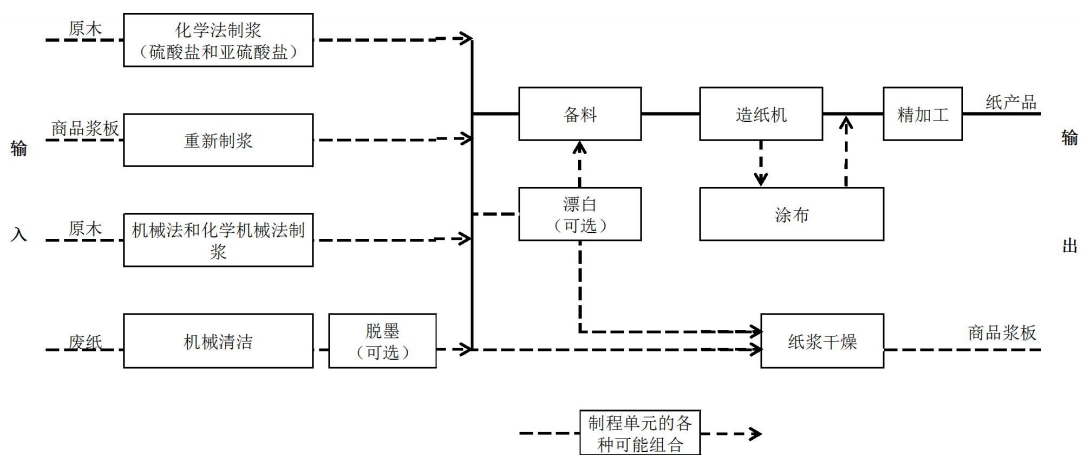 原木
化学法制浆
（硫酸盐和亚硫酸盐）
商品浆板
重新制浆
备料
造纸机
精加工
纸产品
输
入
输
出
漂白
（可选）
涂布
原木
机械法和化学机械法制
浆
废纸
机械清洁
脱墨
（可选）
纸浆干燥
商品浆板
制程单元的各
种可能组合